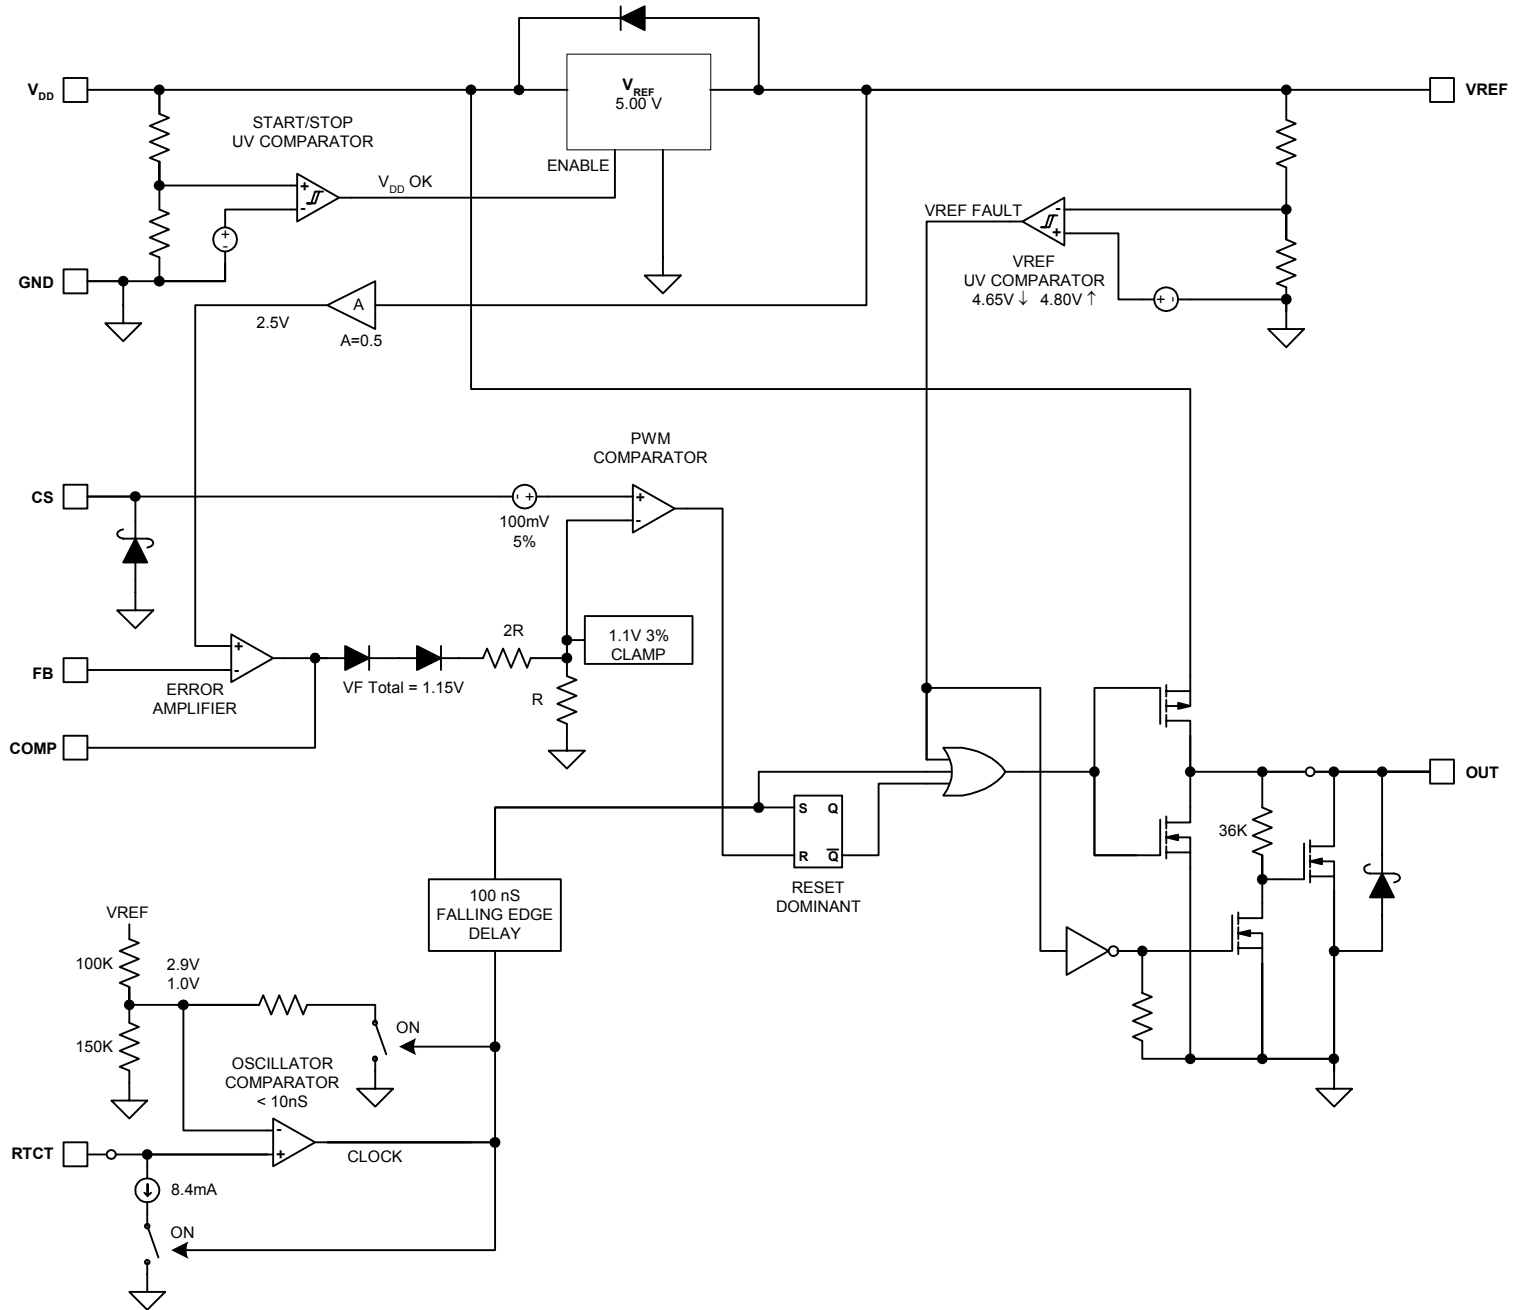 V_DD
V_REF
5.00 V
VREF
START/STOP
UV COMPARATOR
ENABLE
+
-
V_DD OK
+
-
GND
VREF FAULT
-
+
VREF
UV COMPARATOR
4.65V ↓ 4.80V ↑
+ -
2.5V
A
A=0.5
PWM
COMPARATOR
CS
- +
100mV
5%
+
-
2R
1.1V 3%
CLAMP
+
-
FB
ERROR
AMPLIFIER
VF Total = 1.15V
R
COMP
OUT
S Q
R Q̅
RESET
DOMINANT
36K
100 nS
FALLING EDGE
DELAY
VREF
100K
2.9V
1.0V
150K
ON
OSCILLATOR
COMPARATOR
< 10nS
-
+
RTCT
CLOCK
8.4mA
ON